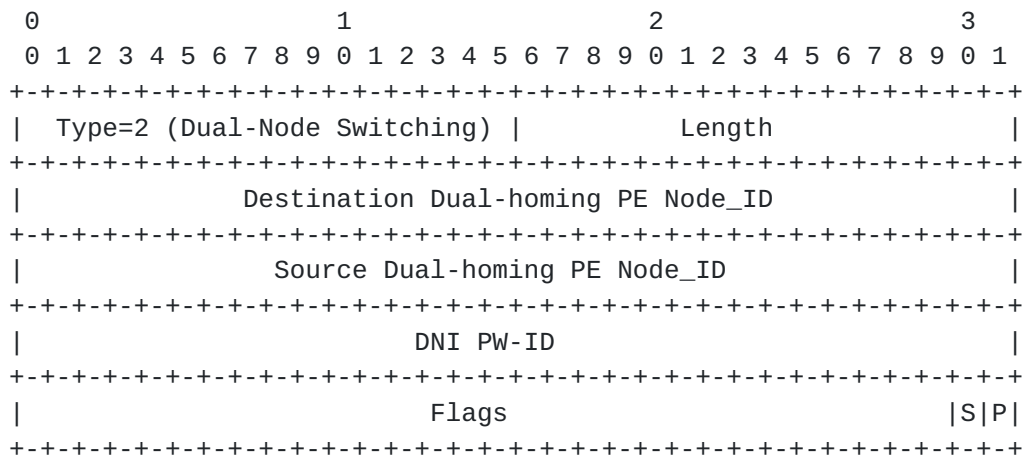 0                   1                   2                   3
 0 1 2 3 4 5 6 7 8 9 0 1 2 3 4 5 6 7 8 9 0 1 2 3 4 5 6 7 8 9 0 1
+-+-+-+-+-+-+-+-+-+-+-+-+-+-+-+-+-+-+-+-+-+-+-+-+-+-+-+-+-+-+-+-+
|  Type=2 (Dual-Node Switching) |          Length               |
+-+-+-+-+-+-+-+-+-+-+-+-+-+-+-+-+-+-+-+-+-+-+-+-+-+-+-+-+-+-+-+-+
|              Destination Dual-homing PE Node_ID               |
+-+-+-+-+-+-+-+-+-+-+-+-+-+-+-+-+-+-+-+-+-+-+-+-+-+-+-+-+-+-+-+-+
|                Source Dual-homing PE Node_ID                  |
+-+-+-+-+-+-+-+-+-+-+-+-+-+-+-+-+-+-+-+-+-+-+-+-+-+-+-+-+-+-+-+-+
|                         DNI PW-ID                             |
+-+-+-+-+-+-+-+-+-+-+-+-+-+-+-+-+-+-+-+-+-+-+-+-+-+-+-+-+-+-+-+-+
|                          Flags                            |S|P|
+-+-+-+-+-+-+-+-+-+-+-+-+-+-+-+-+-+-+-+-+-+-+-+-+-+-+-+-+-+-+-+-+